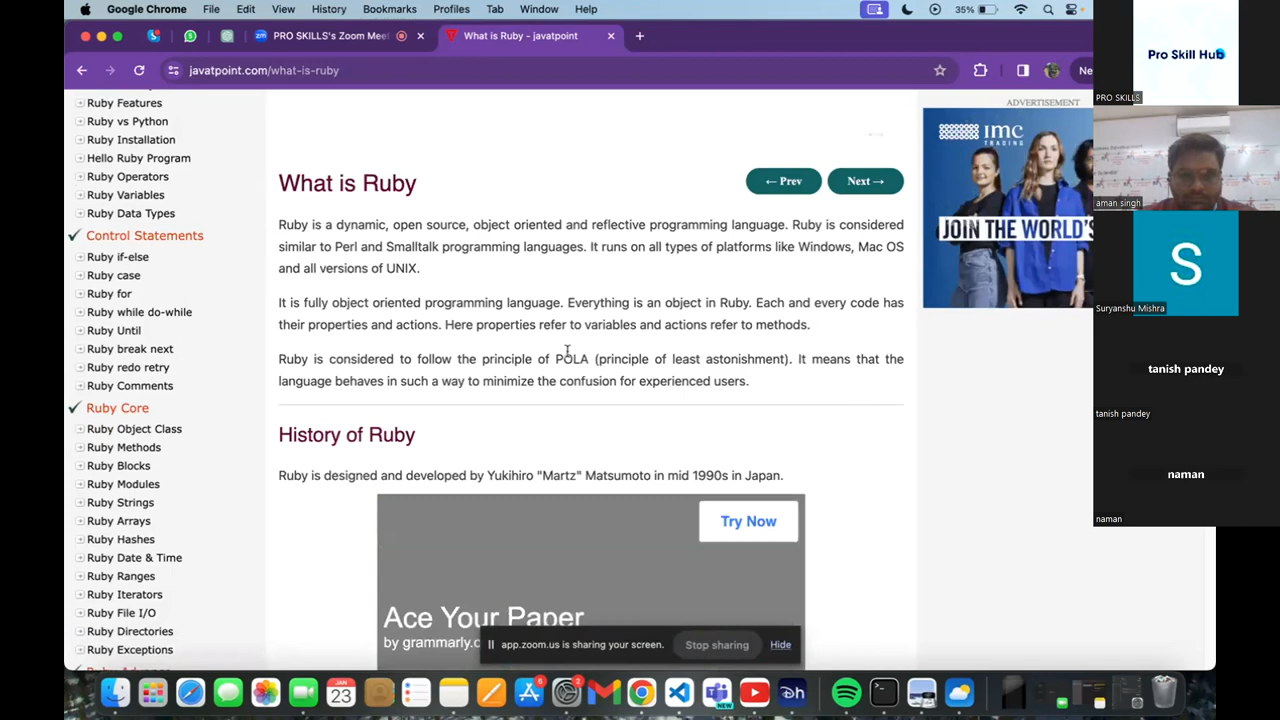 Google Chrome File Edit View History Bookmarks Profiles Tab Window Help 35%
PRO SKILLS's Zoom Mee
What is Ruby - javatpoint
javatpoint.com/what-is-ruby
Ne
Ruby Features
Ruby vs Python
Ruby Installation
Hello Ruby Program
Ruby Operators
Ruby Variables
Ruby Data Types
Control Statements
Ruby if-else
Ruby case
Ruby for
Ruby while do-while
Ruby Until
Ruby break next
Ruby redo retry
Ruby Comments
Ruby Core
Ruby Object Class
Ruby Methods
Ruby Blocks
Ruby Modules
Ruby Strings
Ruby Arrays
Ruby Hashes
Ruby Date & Time
Ruby Ranges
Ruby Iterators
Ruby File I/O
Ruby Directories
Ruby Exceptions
What is Ruby
← Prev
Next →
Ruby is a dynamic, open source, object oriented and reflective programming language. Ruby is considered
similar to Perl and Smalltalk programming languages. It runs on all types of platforms like Windows, Mac OS
and all versions of UNIX.
It is fully object oriented programming language. Everything is an object in Ruby. Each and every code has
their properties and actions. Here properties refer to variables and actions refer to methods.
Ruby is considered to follow the principle of POLA (principle of least astonishment). It means that the
language behaves in such a way to minimize the confusion for experienced users.
History of Ruby
Ruby is designed and developed by Yukihiro "Martz" Matsumoto in mid 1990s in Japan.
Try Now
Ace Your Paper
by grammarly.c
app.zoom.us is sharing your screen.
Stop sharing
Hide
ADVERTISEMENT
imc
TRADING
JOIN THE WORLD'S
Pro Skill Hub
PRO SKILLS
aman singh
S
Suryanshu Mishra
tanish pandey
tanish pandey
naman
naman
JAN
23
6
2
NEW